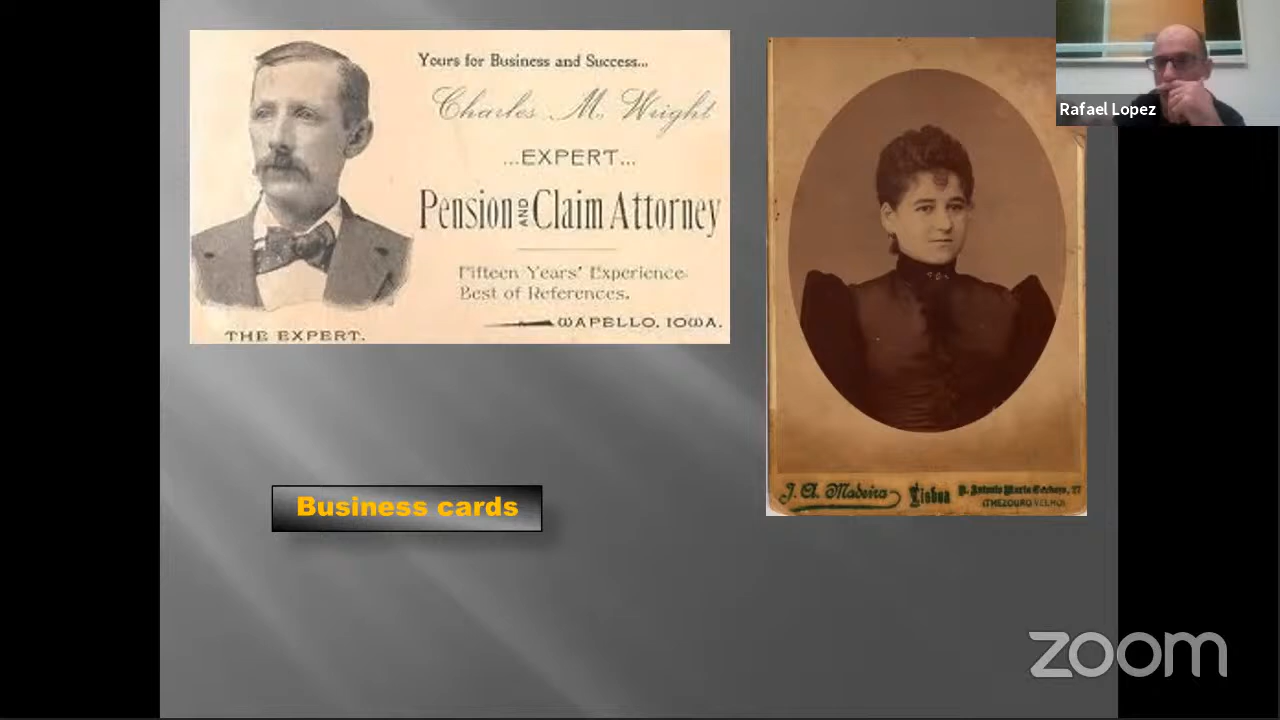 Yours for Business and Success...
Charles M. Wright
...EXPERT...
Pension AND Claim Attorney
Fifteen Years' Experience
Best of References.
WAPELLO, IOWA.
THE EXPERT.
Rafael Lopez
J. A. Madeira Lisboa
Business cards
zoom